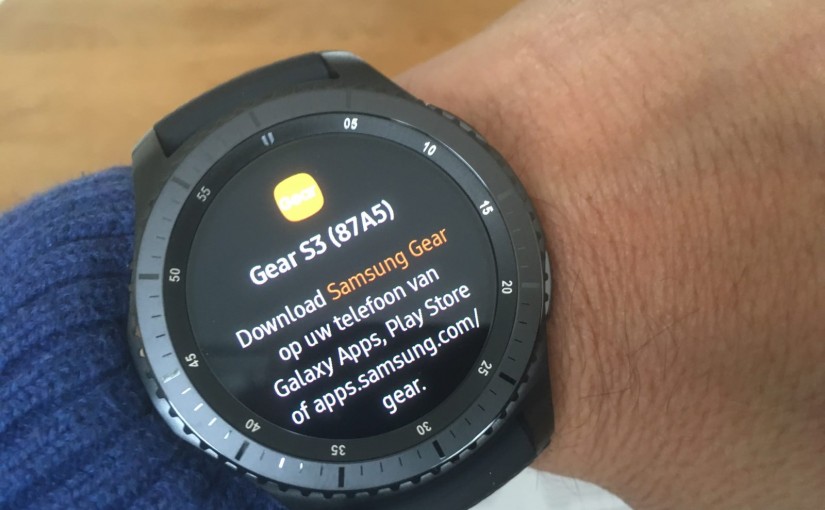 Gear
Gear S3 (87A5)
Download Samsung Gear
op uw telefoon van
Galaxy Apps, Play Store
of apps.samsung.com/
gear.
05
10
15
20
25
30
35
40
45
50
55